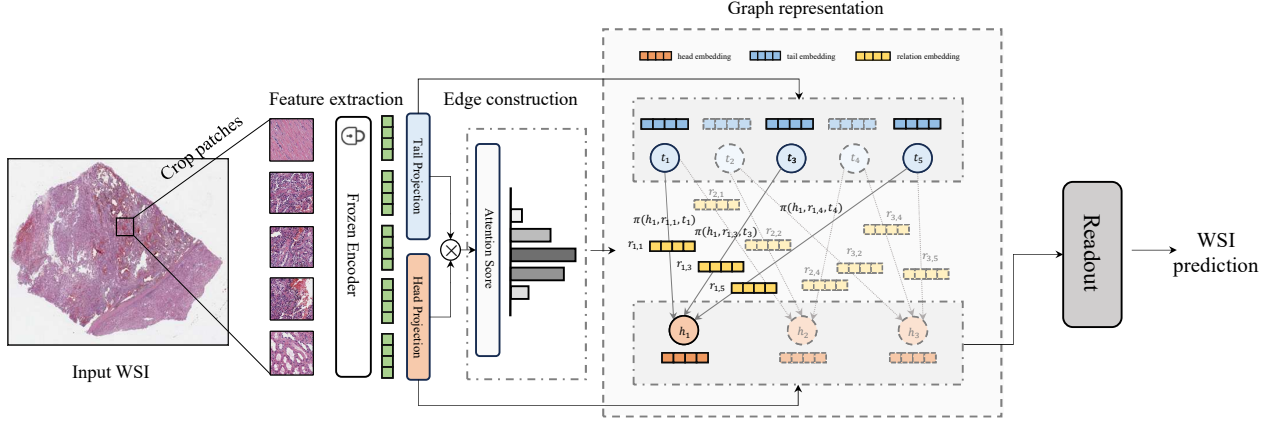 Graph representation
head embedding
tail embedding
relation embedding
Feature extraction
Edge construction
Crop patches
Input WSI
Frozen Encoder
Tail Projection
Head Projection
Attention Score
t1
t2
t3
t4
t5
r2,1
π(h1,r1,1,t1)
π(h1,r1,4,t4)
π(h1,r1,3,t3)
r3,4
r1,1
r2,2
r1,3
r3,2
r2,4
r3,5
r1,5
h1
h2
h3
Readout
WSI
prediction